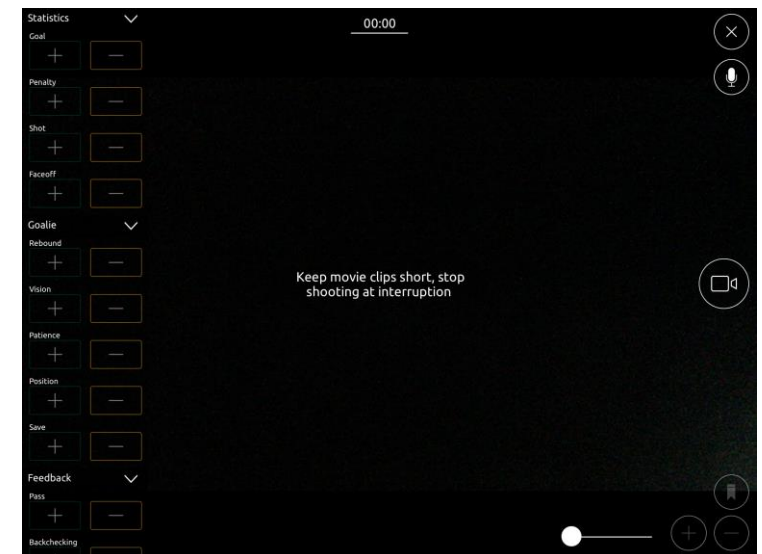 Statistics
00:00
Goal
Penalty
Shot
Faceoff
Goalie
Rebound
Vision
Keep movie clips short, stop
shooting at interruption
Patience
Position
Save
Feedback
Pass
Backchecking